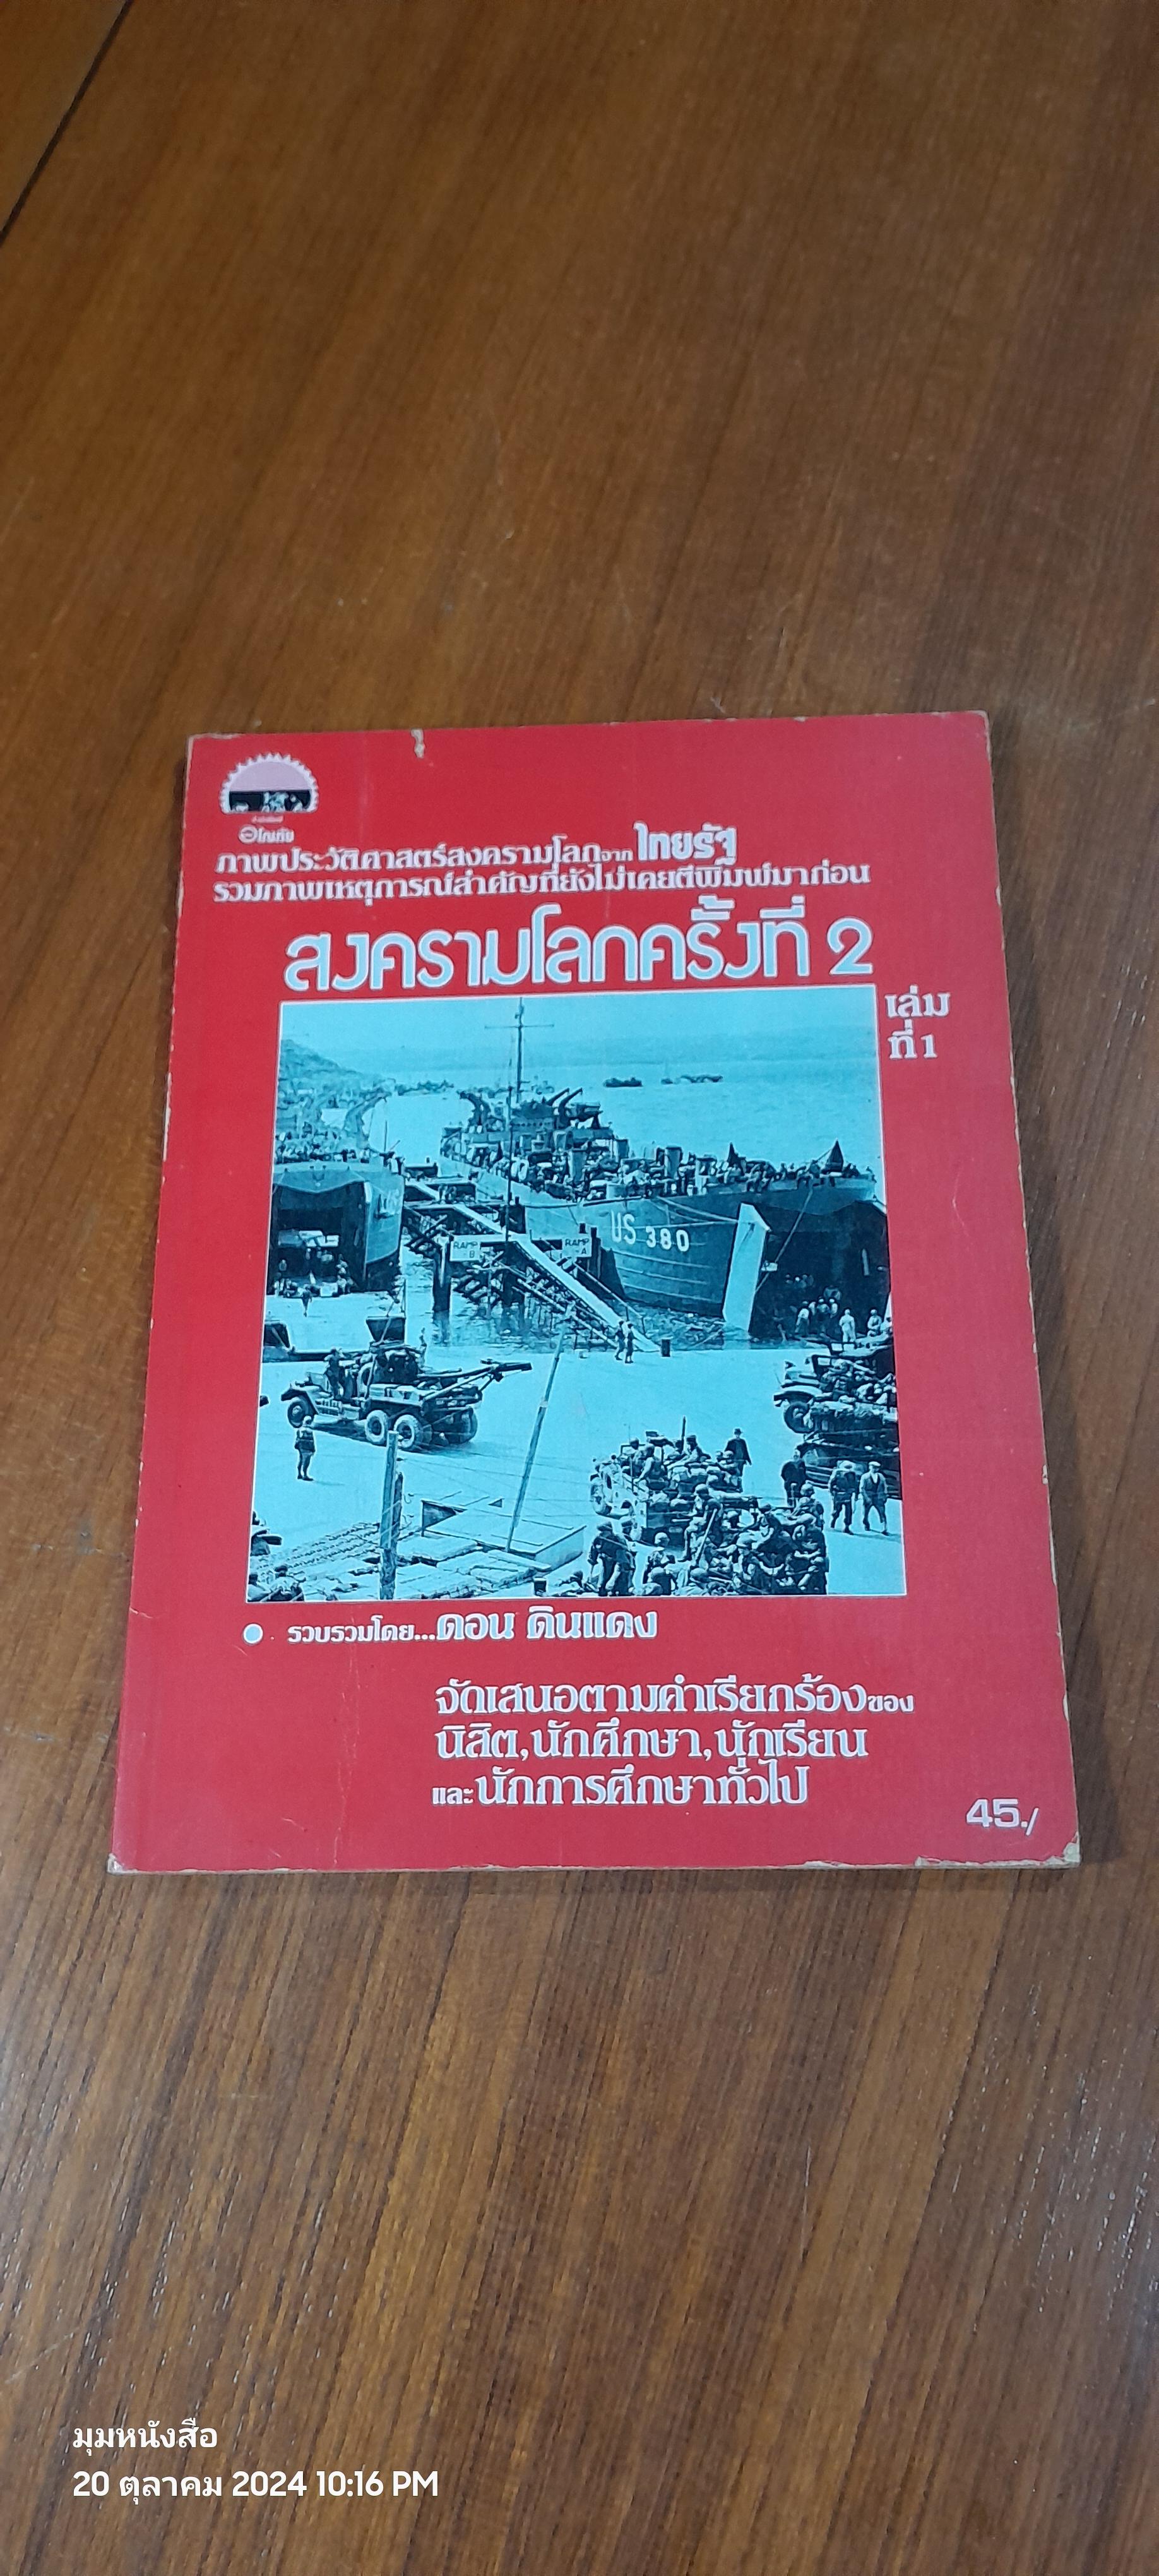 โกเมศ
ภาพประวัติศาสตร์สงครามโลกจากไทยรัฐ
รวมภาพเหตุการณ์สำคัญที่ยังไม่เคยตีพิมพ์มาก่อน
สงครามโลกครั้งที่ 2
เล่ม
ที่ 1
US 380
RAMP B
RAMP A
รวบรวมโดย...ดอน ดินแดง
จัดเสนอตามคำเรียกร้องของ
นิสิต,นักศึกษา,นักเรียน
และนักการศึกษาทั่วไป
45./
มุมหนังสือ
20 ตุลาคม 2024 10:16 PM